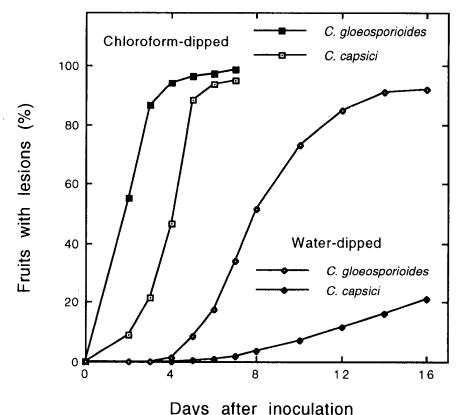 Chloroform-dipped
C. gloeosporioides
C. capsici
Water-dipped
C. gloeosporioides
C. capsici
Fruits with lesions (%)
100
80
60
40
20
0
0 4 8 12 16
Days after inoculation